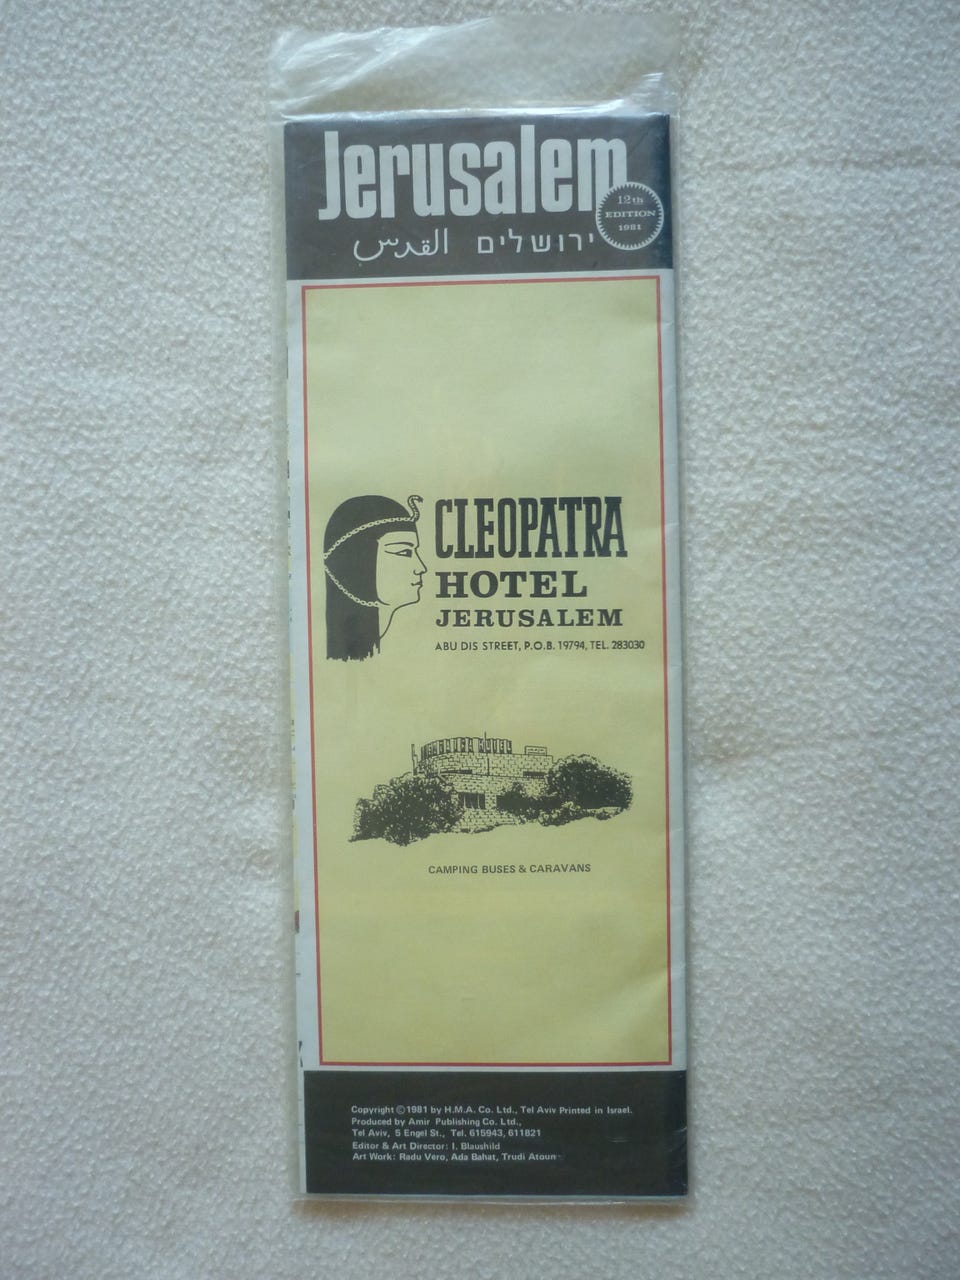 Jerusalem
12th
EDITION
1981
ירושלים القدس
CLEOPATRA
HOTEL
JERUSALEM
ABU DIS STREET, P.O.B. 19794, TEL. 283030
CAMPING BUSES & CARAVANS
Copyright © 1981 by H.M.A. Co. Ltd., Tel Aviv Printed in Israel.
Produced by Amir Publishing Co. Ltd.,
Tel Aviv, 5 Engel St., Tel. 615943, 611821
Editor & Art Director: I. Blaushild
Art Work: Radu Vero, Ada Bahat, Trudi Atoun